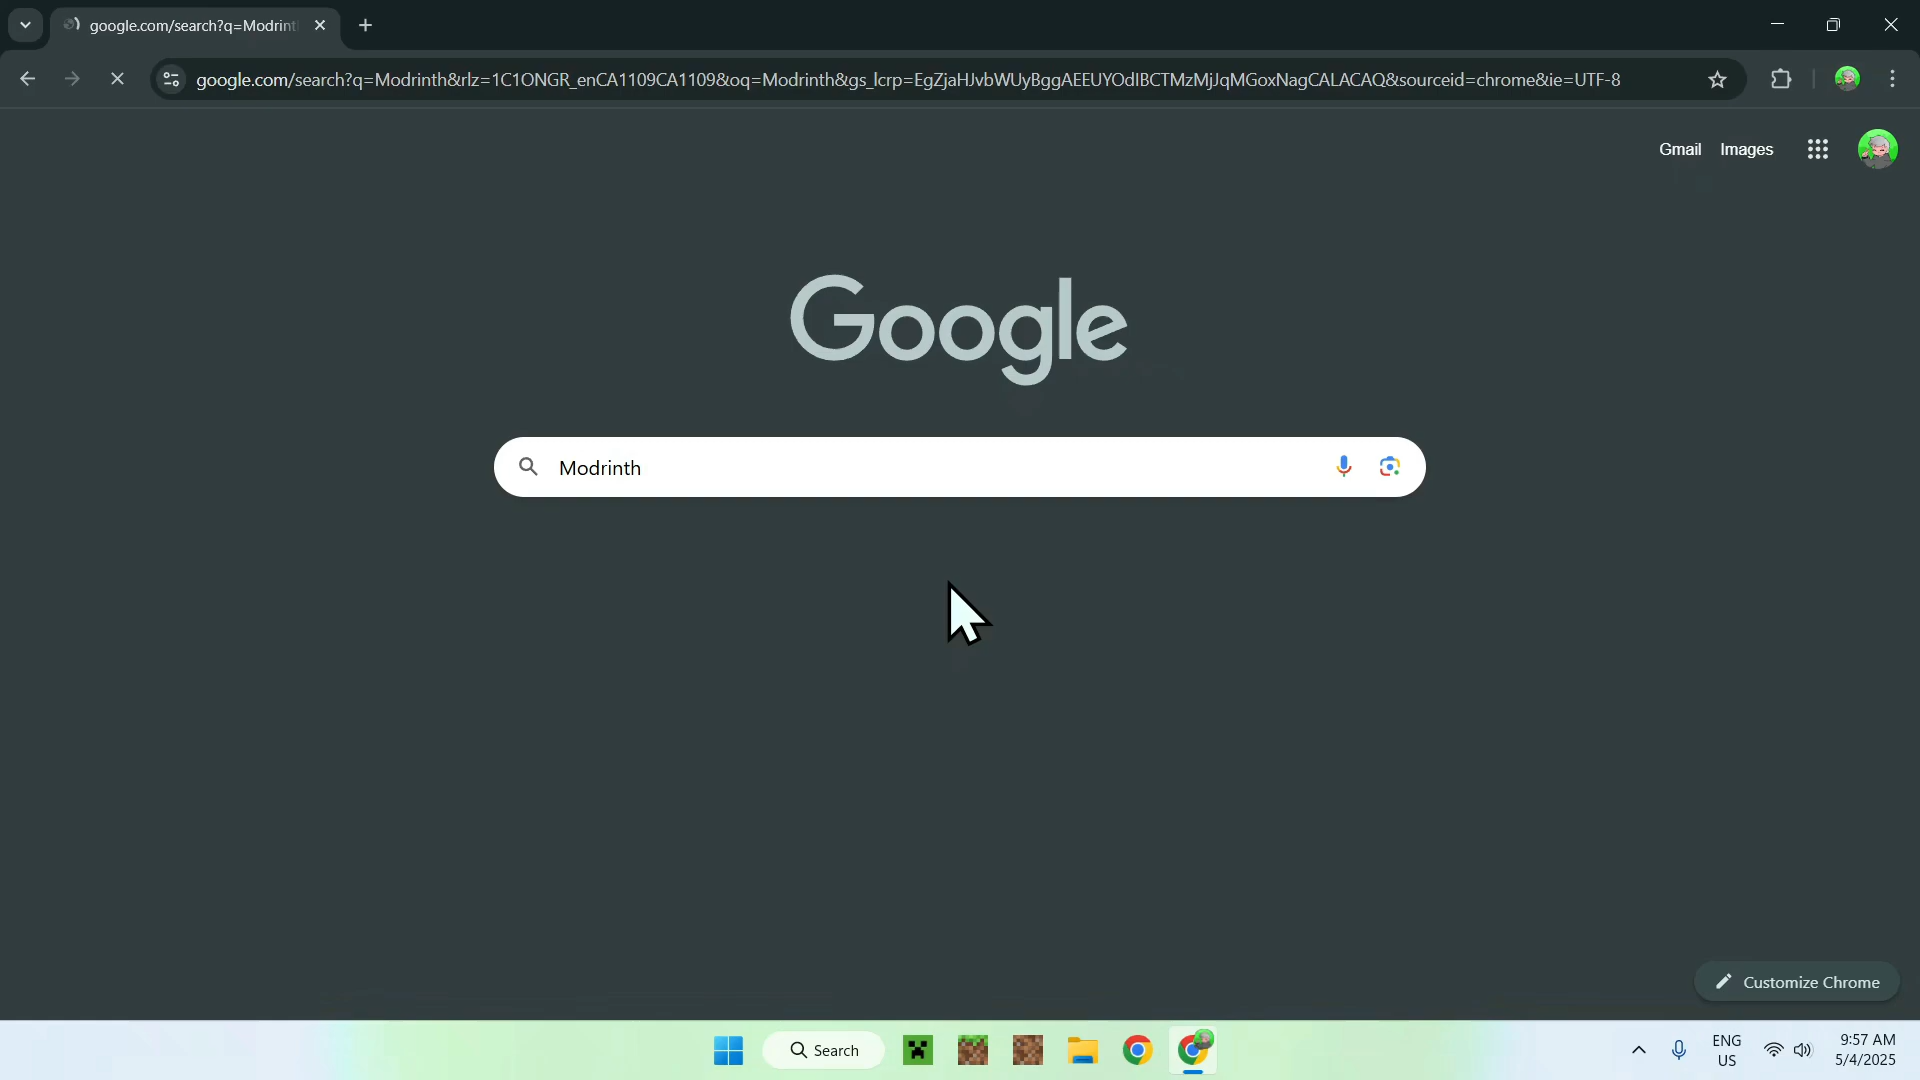 google.com/search?q=Modrint
google.com/search?q=Modrinth&rlz=1C1ONGR_enCA1109CA1109&oq=Modrinth&gs_lcrp=EgZjaHJvbWUyBggAEEUYOdIBCTMzMjJqMGoxNagCALACAQ&sourceid=chrome&ie=UTF-8
Gmail Images
Google
Modrinth
Customize Chrome
Search
ENG
US
9:57 AM
5/4/2025